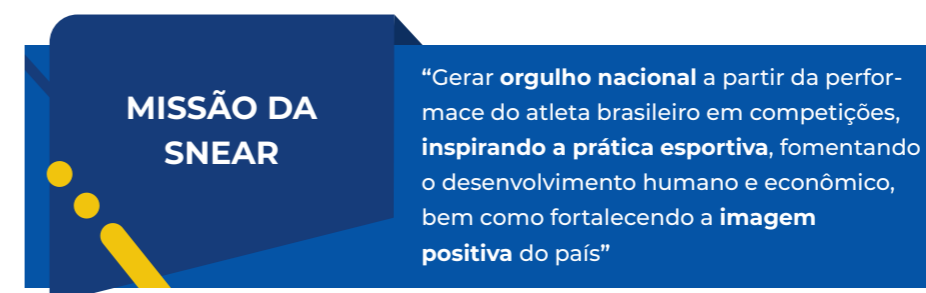 MISSÃO DA
SNEAR
“Gerar orgulho nacional a partir da perfor-
mace do atleta brasileiro em competições,
inspirando a prática esportiva, fomentando
o desenvolvimento humano e econômico,
bem como fortalecendo a imagem
positiva do país”